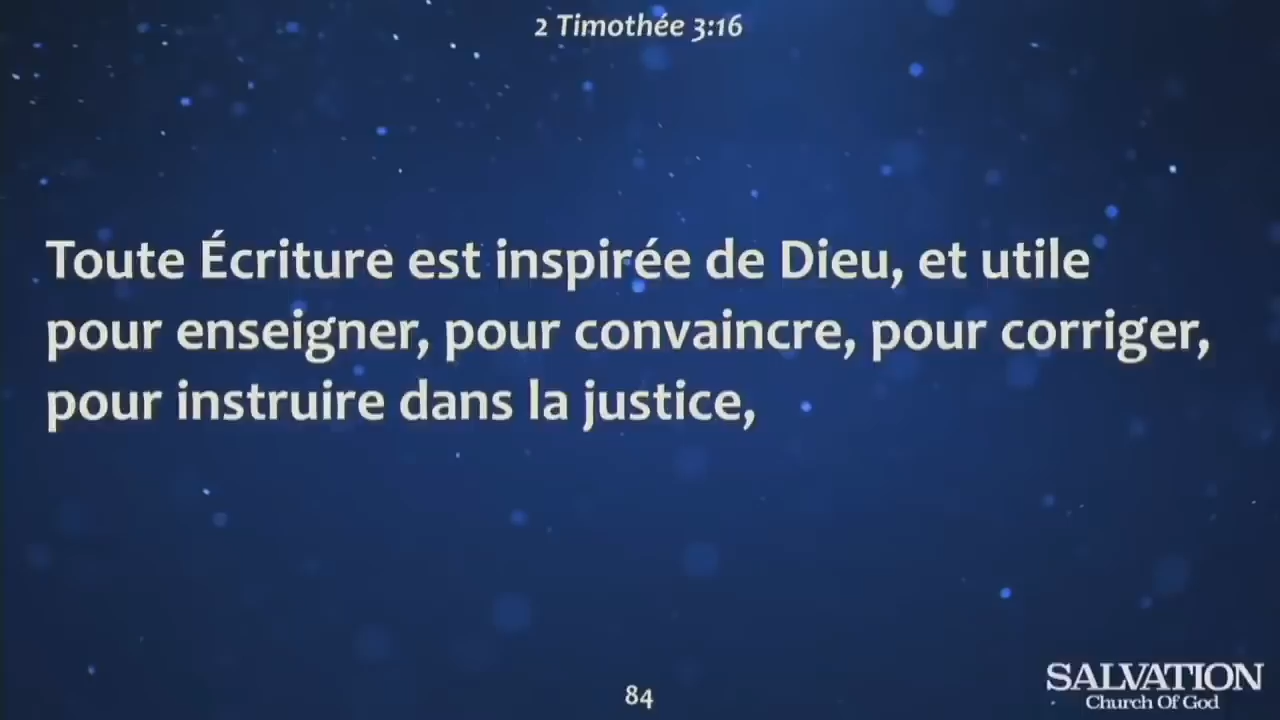 2 Timothée 3:16
Toute Écriture est inspirée de Dieu, et utile
pour enseigner, pour convaincre, pour corriger,
pour instruire dans la justice,
84
SALVATION
Church Of God